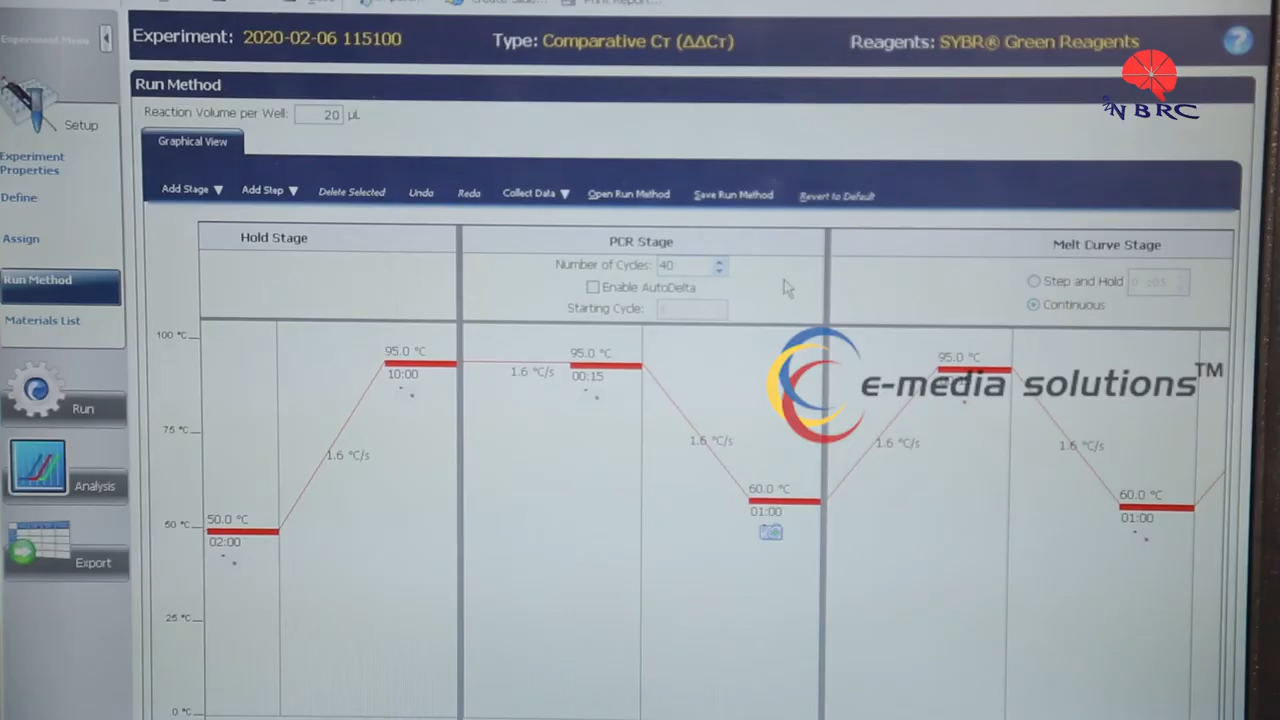 Experiment: 2020-02-06 115100 Type: Comparative CT (ΔΔCT) Reagents: SYBR® Green Reagents ?
Experiment Menu
Run Method
NBRC
Reaction Volume per Well: 20 µL
Setup
Graphical View
Experiment
Properties
Add Stage Add Step Delete Selected Undo Redo Collect Data Open Run Method Save Run Method Revert to Default
Define
Assign
Hold Stage PCR Stage Melt Curve Stage
Run Method
Number of Cycles: 40
Enable AutoDelta
Step and Hold
Starting Cycle:
Continuous
Materials List
100 °C
95.0 °C 95.0 °C 95.0 °C
10:00 1.6 °C/s 00:15
e-media solutions™
Run
75 °C
1.6 °C/s 1.6 °C/s 1.6 °C/s 1.6 °C/s
Analysis
60.0 °C 60.0 °C
01:00 01:00
50 °C 50.0 °C
02:00
Export
25 °C
0 °C